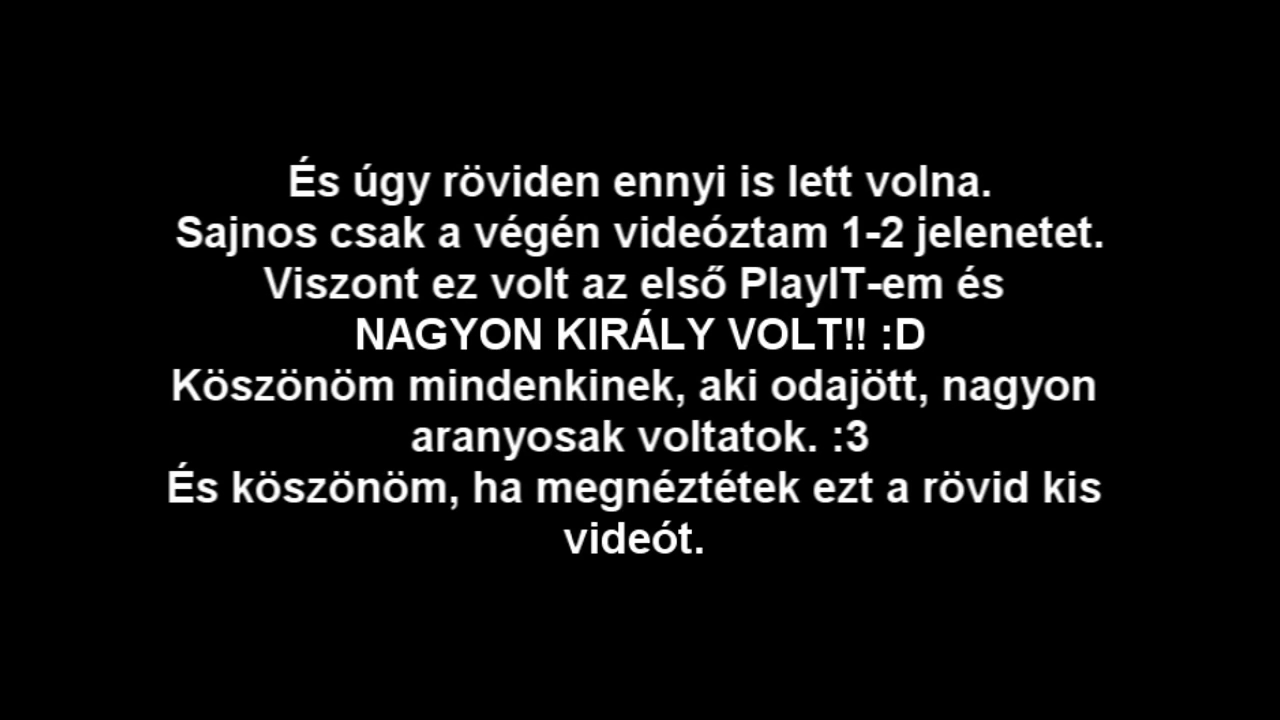 És úgy röviden ennyi is lett volna.
Sajnos csak a végén videóztam 1-2 jelenetet.
Viszont ez volt az első PlayIT-em és
NAGYON KIRÁLY VOLT!! :D
Köszönöm mindenkinek, aki odajött, nagyon
aranyosak voltatok. :3
És köszönöm, ha megnéztétek ezt a rövid kis
videót.